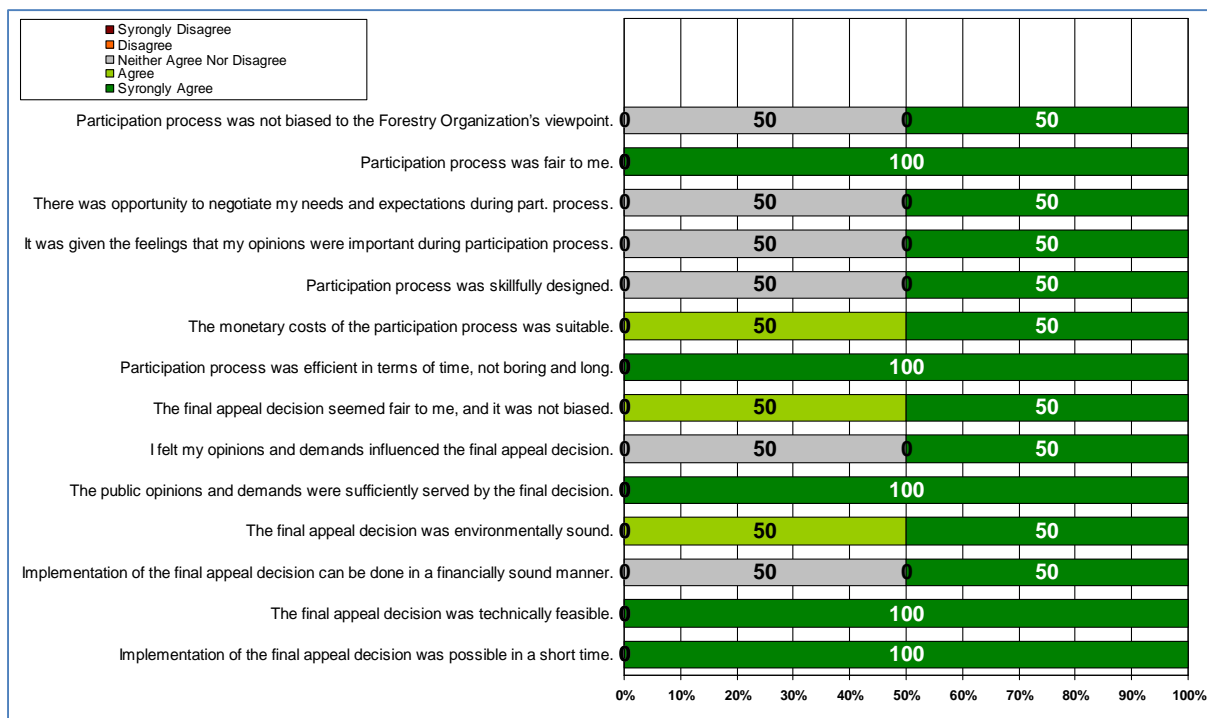 Syrongly Disagree
Disagree
Neither Agree Nor Disagree
Agree
Syrongly Agree
Participation process was not biased to the Forestry Organization's viewpoint. 0 50 0 50
Participation process was fair to me. 0 100
There was opportunity to negotiate my needs and expectations during part. process. 0 50 0 50
It was given the feelings that my opinions were important during participation process. 0 50 0 50
Participation process was skillfully designed. 0 50 0 50
The monetary costs of the participation process was suitable. 0 50 50
Participation process was efficient in terms of time, not boring and long. 0 100
The final appeal decision seemed fair to me, and it was not biased. 0 50 50
I felt my opinions and demands influenced the final appeal decision. 0 50 0 50
The public opinions and demands were sufficiently served by the final decision. 0 100
The final appeal decision was environmentally sound. 0 50 50
Implementation of the final appeal decision can be done in a financially sound manner. 0 50 0 50
The final appeal decision was technically feasible. 0 100
Implementation of the final appeal decision was possible in a short time. 0 100
0% 10% 20% 30% 40% 50% 60% 70% 80% 90% 100%